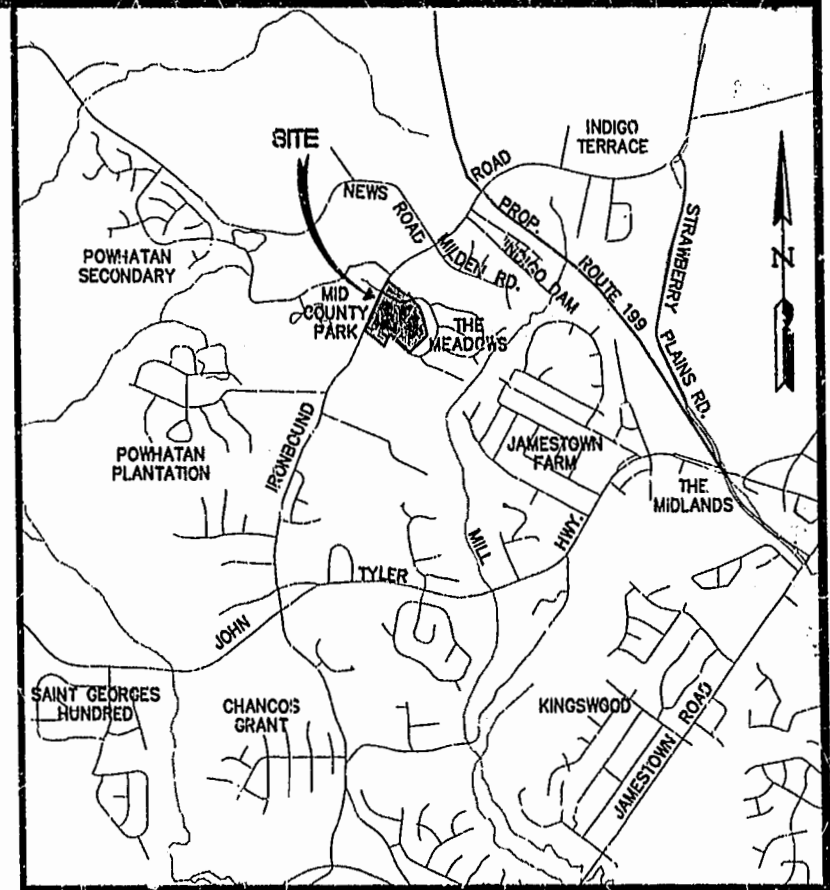 SITE
INDIGO
TERRACE
NEWS
ROAD
ROAD
PROP.
ROUTE 199
INDIGO DAM
MILDEN RD.
STRAWBERRY
PLAINS RD.
N
POWHATAN
SECONDARY
MID
COUNTY
PARK
THE
MEADOWS
POWHATAN
PLANTATION
IRONBOUND
JAMESTOWN
FARM
THE
MIDLANDS
MILL
HWY.
TYLER
JOHN
SAINT GEORGES
HUNDRED
CHANCO'S
GRANT
KINGSWOOD
JAMESTOWN ROAD